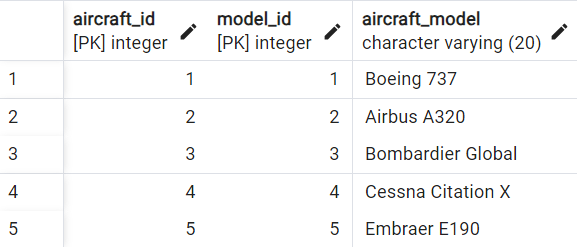 aircraft_id model_id aircraft_model
[PK] integer [PK] integer character varying (20)
1 1 1 Boeing 737
2 2 2 Airbus A320
3 3 3 Bombardier Global
4 4 4 Cessna Citation X
5 5 5 Embraer E190